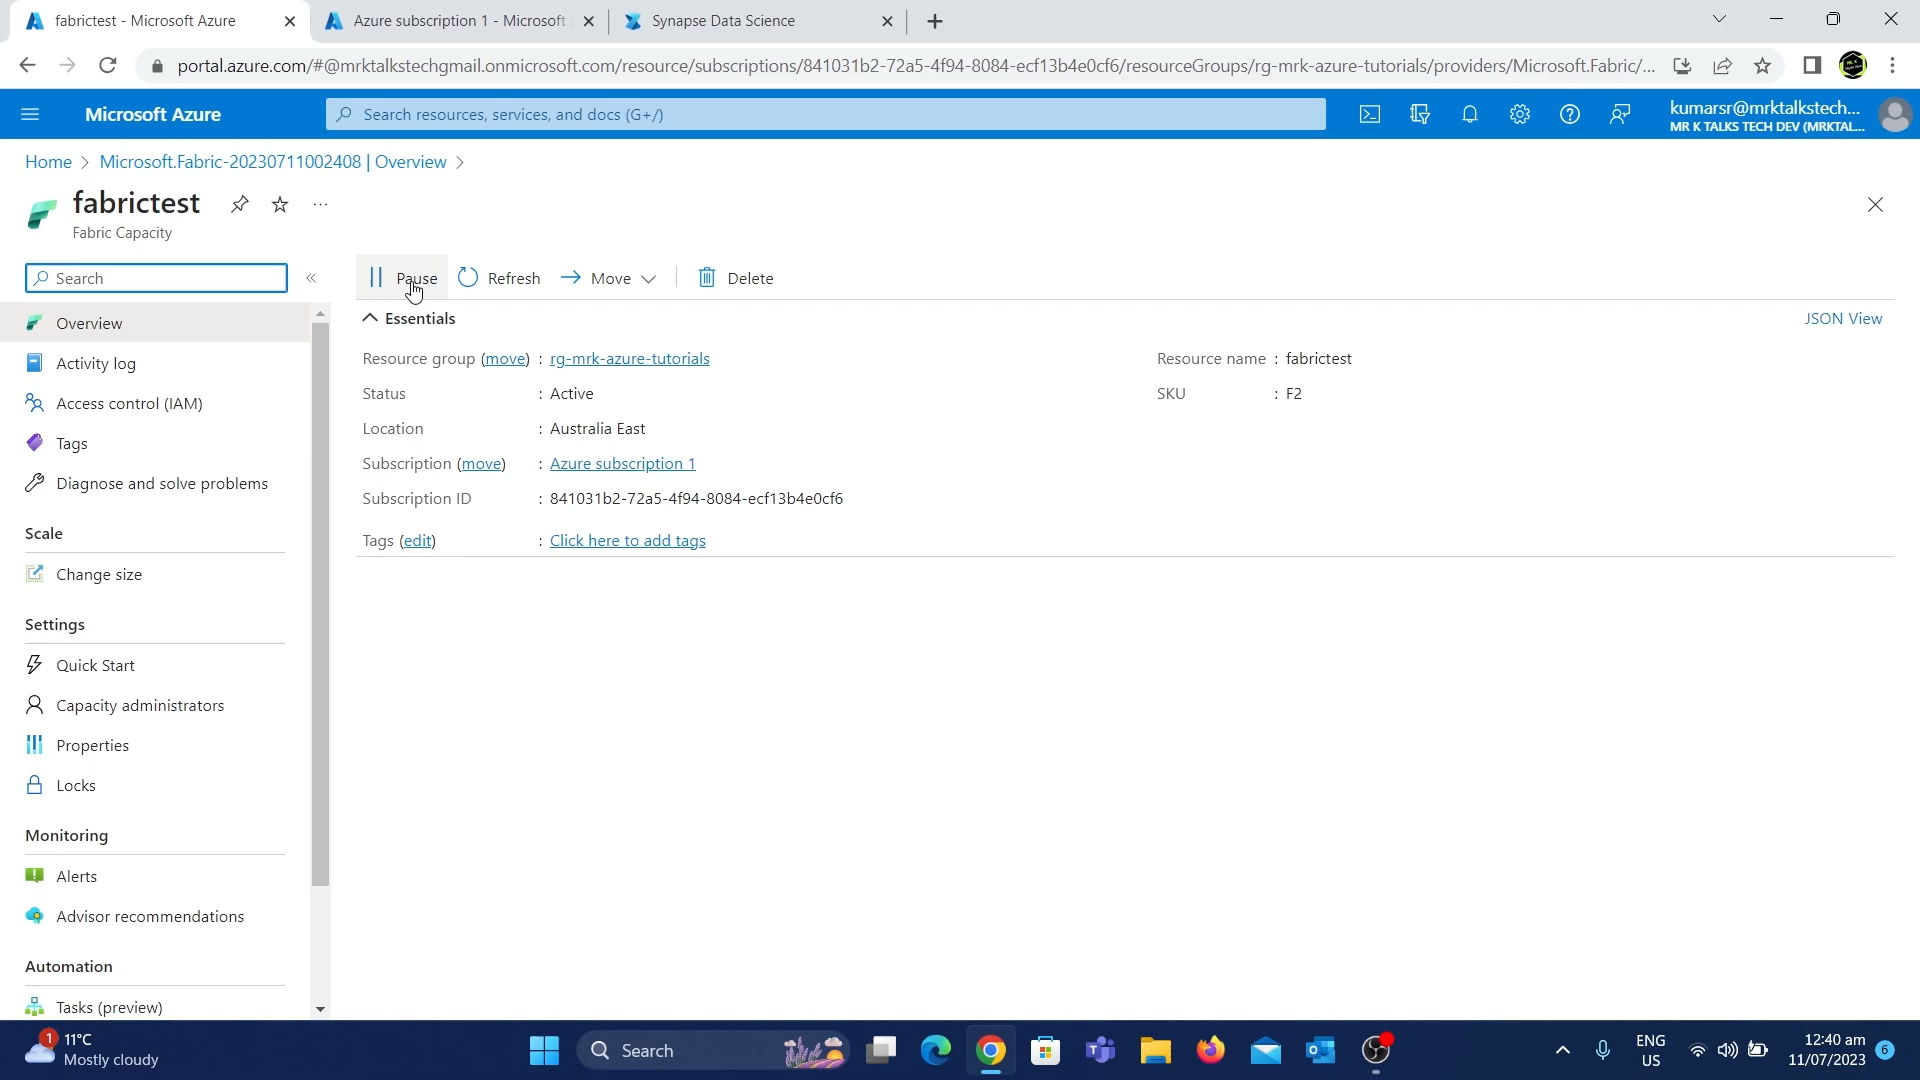 fabrictest - Microsoft Azure
Azure subscription 1 - Microsoft
Synapse Data Science
portal.azure.com/#@mrktalkstechgmail.onmicrosoft.com/resource/subscriptions/841031b2-72a5-4f94-8084-ecf13b4e0cf6/resourceGroups/rg-mrk-azure-tutorials/providers/Microsoft.Fabric/...
Microsoft Azure
Search resources, services, and docs (G+/)
kumarsr@mrktalkstech...
MR K TALKS TECH DEV (MRKTAL...
Home > Microsoft.Fabric-20230711002408 | Overview >
fabrictest
Fabric Capacity
Search
Pause
Refresh
Move
Delete
Overview
Activity log
Access control (IAM)
Tags
Diagnose and solve problems
Scale
Change size
Settings
Quick Start
Capacity administrators
Properties
Locks
Monitoring
Alerts
Advisor recommendations
Automation
Tasks (preview)
Essentials
JSON View
Resource group (move) : rg-mrk-azure-tutorials
Status : Active
Location : Australia East
Subscription (move) : Azure subscription 1
Subscription ID : 841031b2-72a5-4f94-8084-ecf13b4e0cf6
Tags (edit) : Click here to add tags
Resource name : fabrictest
SKU : F2
1
11°C
Mostly cloudy
Search
ENG
US
12:40 am
11/07/2023
6